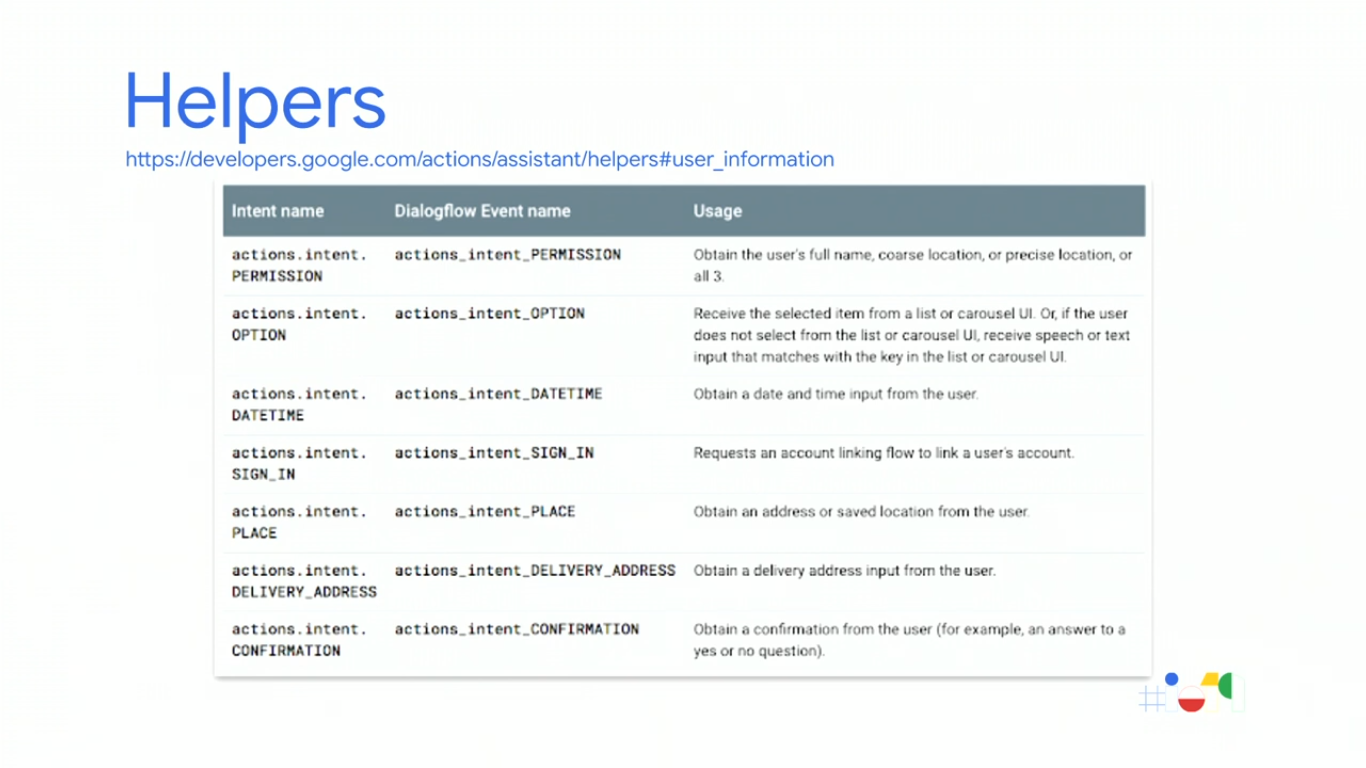 Helpers
https://developers.google.com/actions/assistant/helpers#user_information
Intent name Dialogflow Event name Usage
actions.intent. actions_intent_PERMISSION Obtain the user's full name, coarse location, or precise location, or
PERMISSION all 3.
actions.intent. actions_intent_OPTION Receive the selected item from a list or carousel UI. Or, if the user
OPTION does not select from the list or carousel UI, receive speech or text
input that matches with the key in the list or carousel UI.
actions.intent. actions_intent_DATETIME Obtain a date and time input from the user.
DATETIME
actions.intent. actions_intent_SIGN_IN Requests an account linking flow to link a user's account.
SIGN_IN
actions.intent. actions_intent_PLACE Obtain an address or saved location from the user.
PLACE
actions.intent. actions_intent_DELIVERY_ADDRESS Obtain a delivery address input from the user.
DELIVERY_ADDRESS
actions.intent. actions_intent_CONFIRMATION Obtain a confirmation from the user (for example, an answer to a
CONFIRMATION yes or no question).